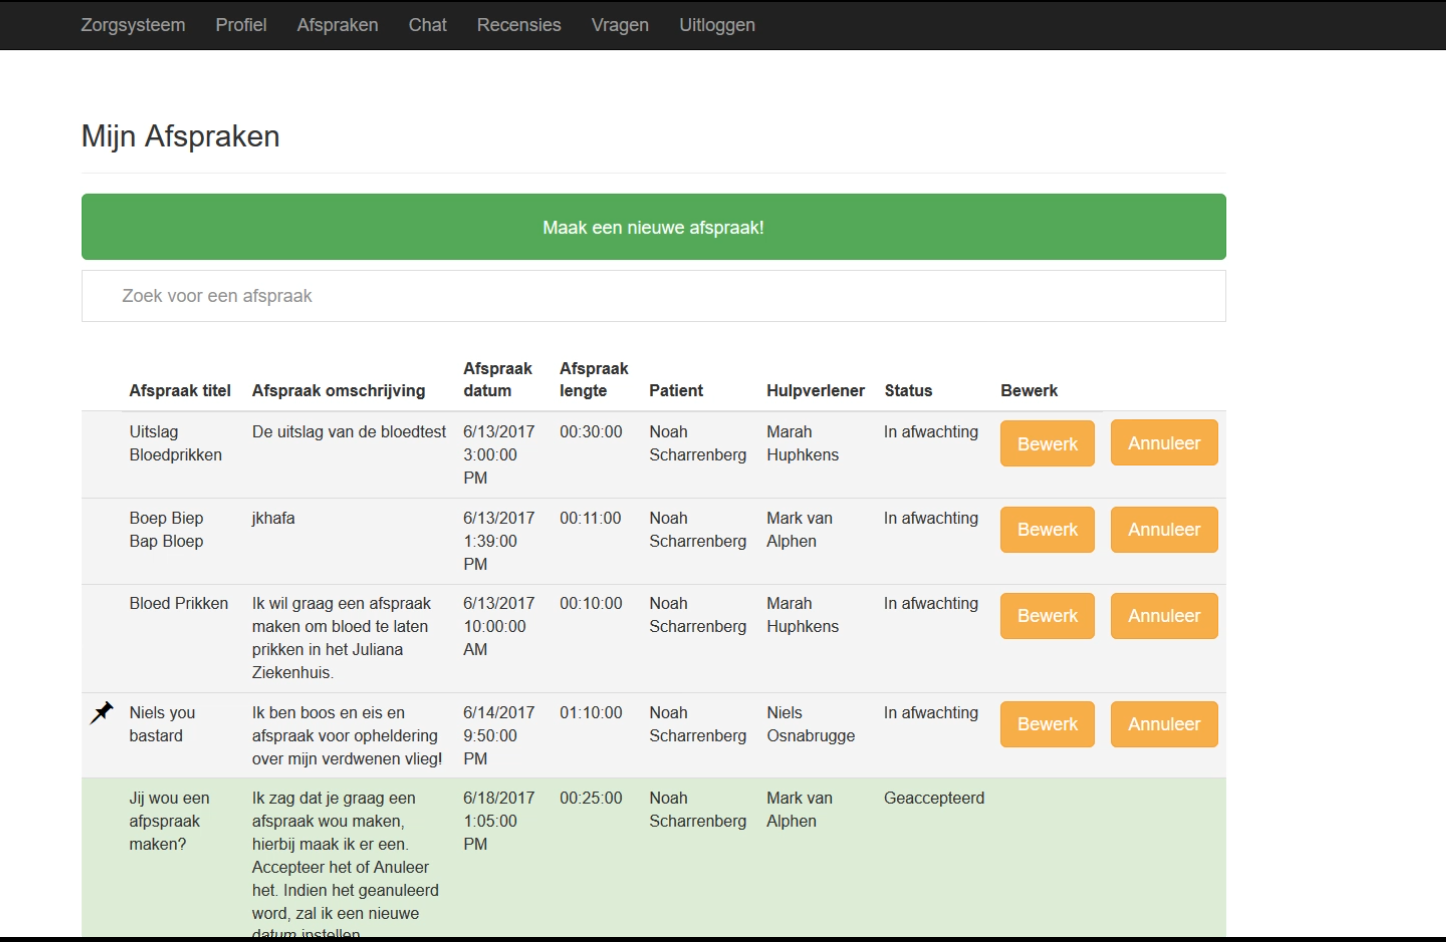 Zorgsysteem Profiel Afspraken Chat Recensies Vragen Uitloggen
Mijn Afspraken
Maak een nieuwe afspraak!
Zoek voor een afspraak
Afspraak titel Afspraak omschrijving Afspraak datum Afspraak lengte Patient Hulpverlener Status Bewerk
Uitslag De uitslag van de bloedtest 6/13/2017 00:30:00 Noah Marah In afwachting Bewerk Annuleer
Bloedprikken 3:00:00 Scharrenberg Huphkens
PM
Boep Biep jkhafa 6/13/2017 00:11:00 Noah Mark van In afwachting Bewerk Annuleer
Bap Bloep 1:39:00 Scharrenberg Alphen
PM
Bloed Prikken Ik wil graag een afspraak 6/13/2017 00:10:00 Noah Marah In afwachting Bewerk Annuleer
maken om bloed te laten 10:00:00 Scharrenberg Huphkens
prikken in het Juliana AM
Ziekenhuis.
Niels you Ik ben boos en eis en 6/14/2017 01:10:00 Noah Niels In afwachting Bewerk Annuleer
bastard afspraak voor opheldering 9:50:00 Scharrenberg Osnabrugge
over mijn verdwenen vlieg! PM
Jij wou een Ik zag dat je graag een 6/18/2017 00:25:00 Noah Mark van Geaccepteerd
afpspraak afspraak wou maken, 1:05:00 Scharrenberg Alphen
maken? hierbij maak ik er een. PM
Accepteer het of Anuleer
het. Indien het geanuleerd
word, zal ik een nieuwe
datum instellen